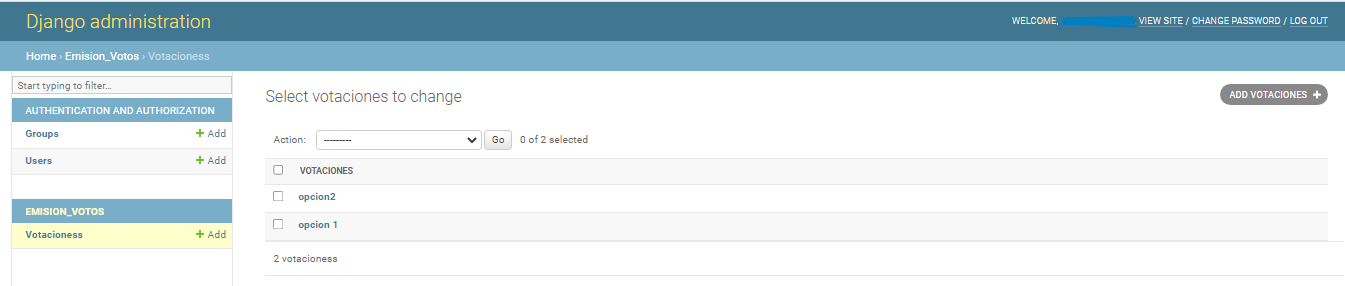 Django administration
WELCOME, VIEW SITE / CHANGE PASSWORD / LOG OUT
Home › Emision_Votos › Votacioness
Start typing to filter...
AUTHENTICATION AND AUTHORIZATION
Groups + Add
Users + Add
EMISION_VOTOS
Votacioness + Add
Select votaciones to change
ADD VOTACIONES +
Action: --------- Go 0 of 2 selected
VOTACIONES
opcion2
opcion 1
2 votacioness